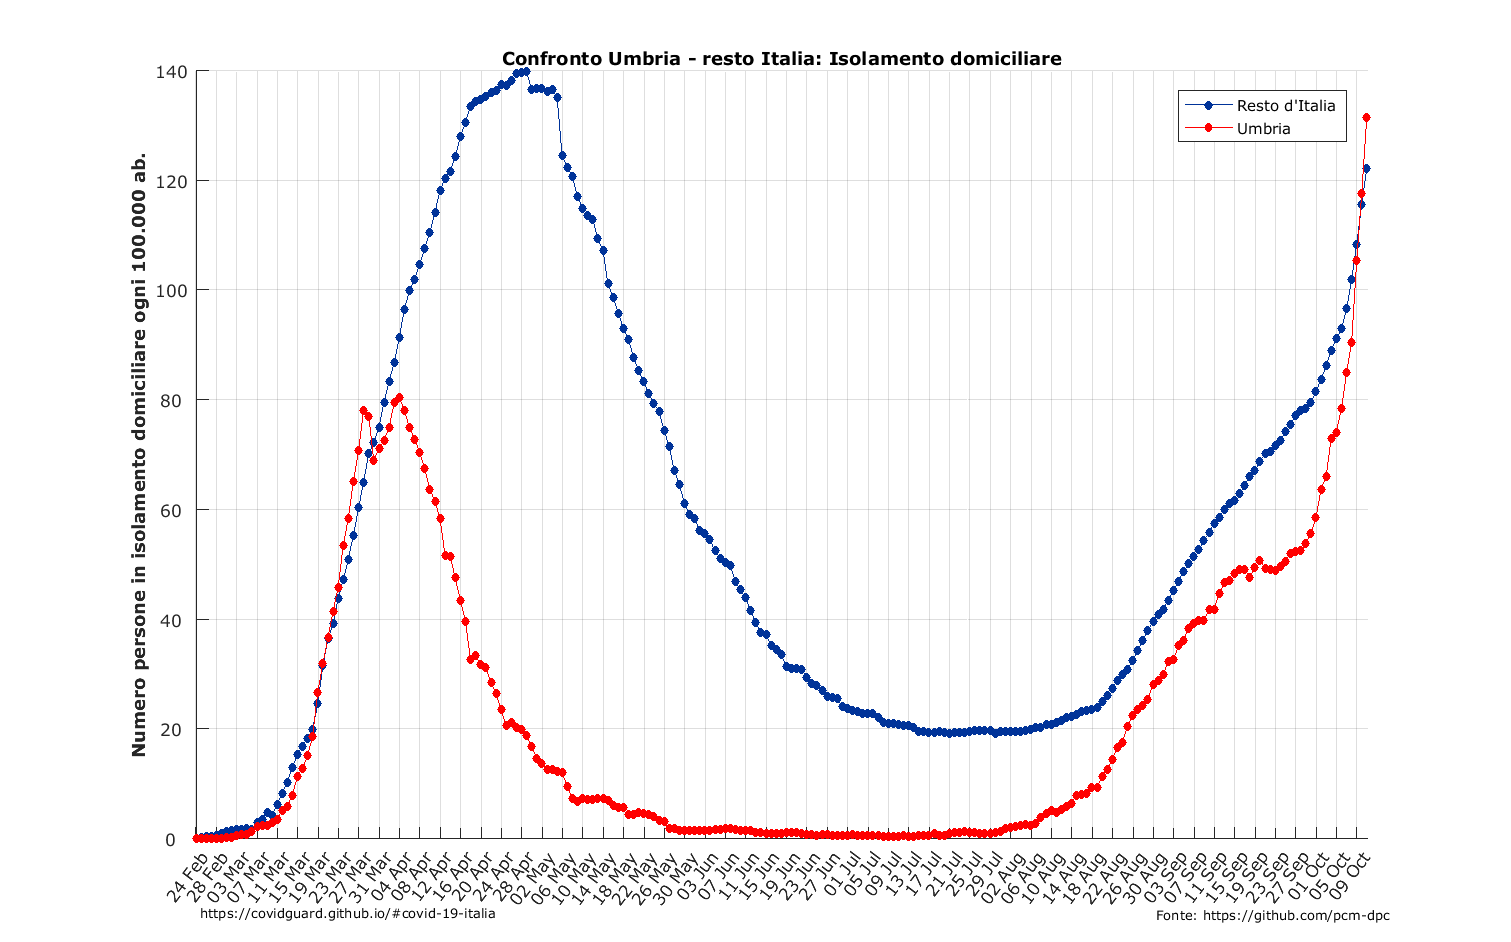 Confronto Umbria - resto Italia: Isolamento domiciliare
Numero persone in isolamento domiciliare ogni 100.000 ab.
140
120
100
80
60
40
20
0
Resto d'Italia
Umbria
24 Feb
28 Feb
03 Mar
07 Mar
11 Mar
15 Mar
19 Mar
23 Mar
27 Mar
31 Mar
04 Apr
08 Apr
12 Apr
16 Apr
20 Apr
24 Apr
28 Apr
02 May
06 May
10 May
14 May
18 May
22 May
26 May
30 May
03 Jun
07 Jun
11 Jun
15 Jun
19 Jun
23 Jun
27 Jun
01 Jul
05 Jul
09 Jul
13 Jul
17 Jul
21 Jul
25 Jul
29 Jul
02 Aug
06 Aug
10 Aug
14 Aug
18 Aug
22 Aug
26 Aug
30 Aug
03 Sep
07 Sep
11 Sep
15 Sep
19 Sep
23 Sep
27 Sep
01 Oct
05 Oct
09 Oct
https://covidguard.github.io/#covid-19-italia
Fonte: https://github.com/pcm-dpc